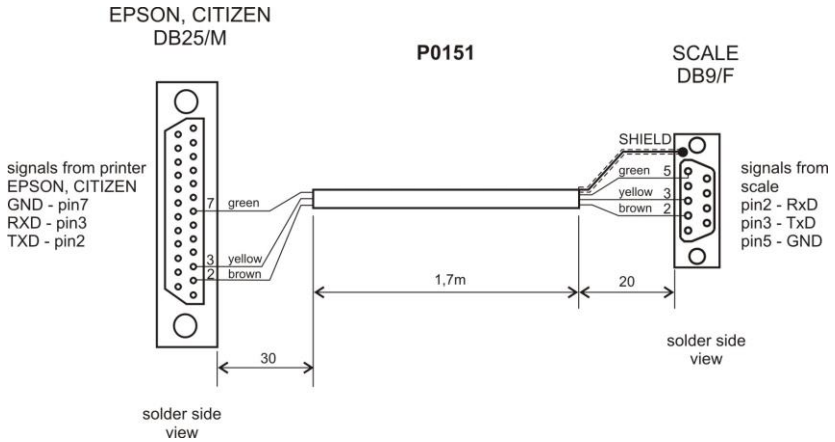 EPSON, CITIZEN
DB25/M
P0151
SCALE
DB9/F
signals from printer
EPSON, CITIZEN
GND - pin7
RXD - pin3
TXD - pin2
7 green
3 yellow
2 brown
SHIELD
green 5
yellow 3
brown 2
signals from
scale
pin2 - RxD
pin3 - TxD
pin5 - GND
1,7m
20
30
solder side
view
solder side
view